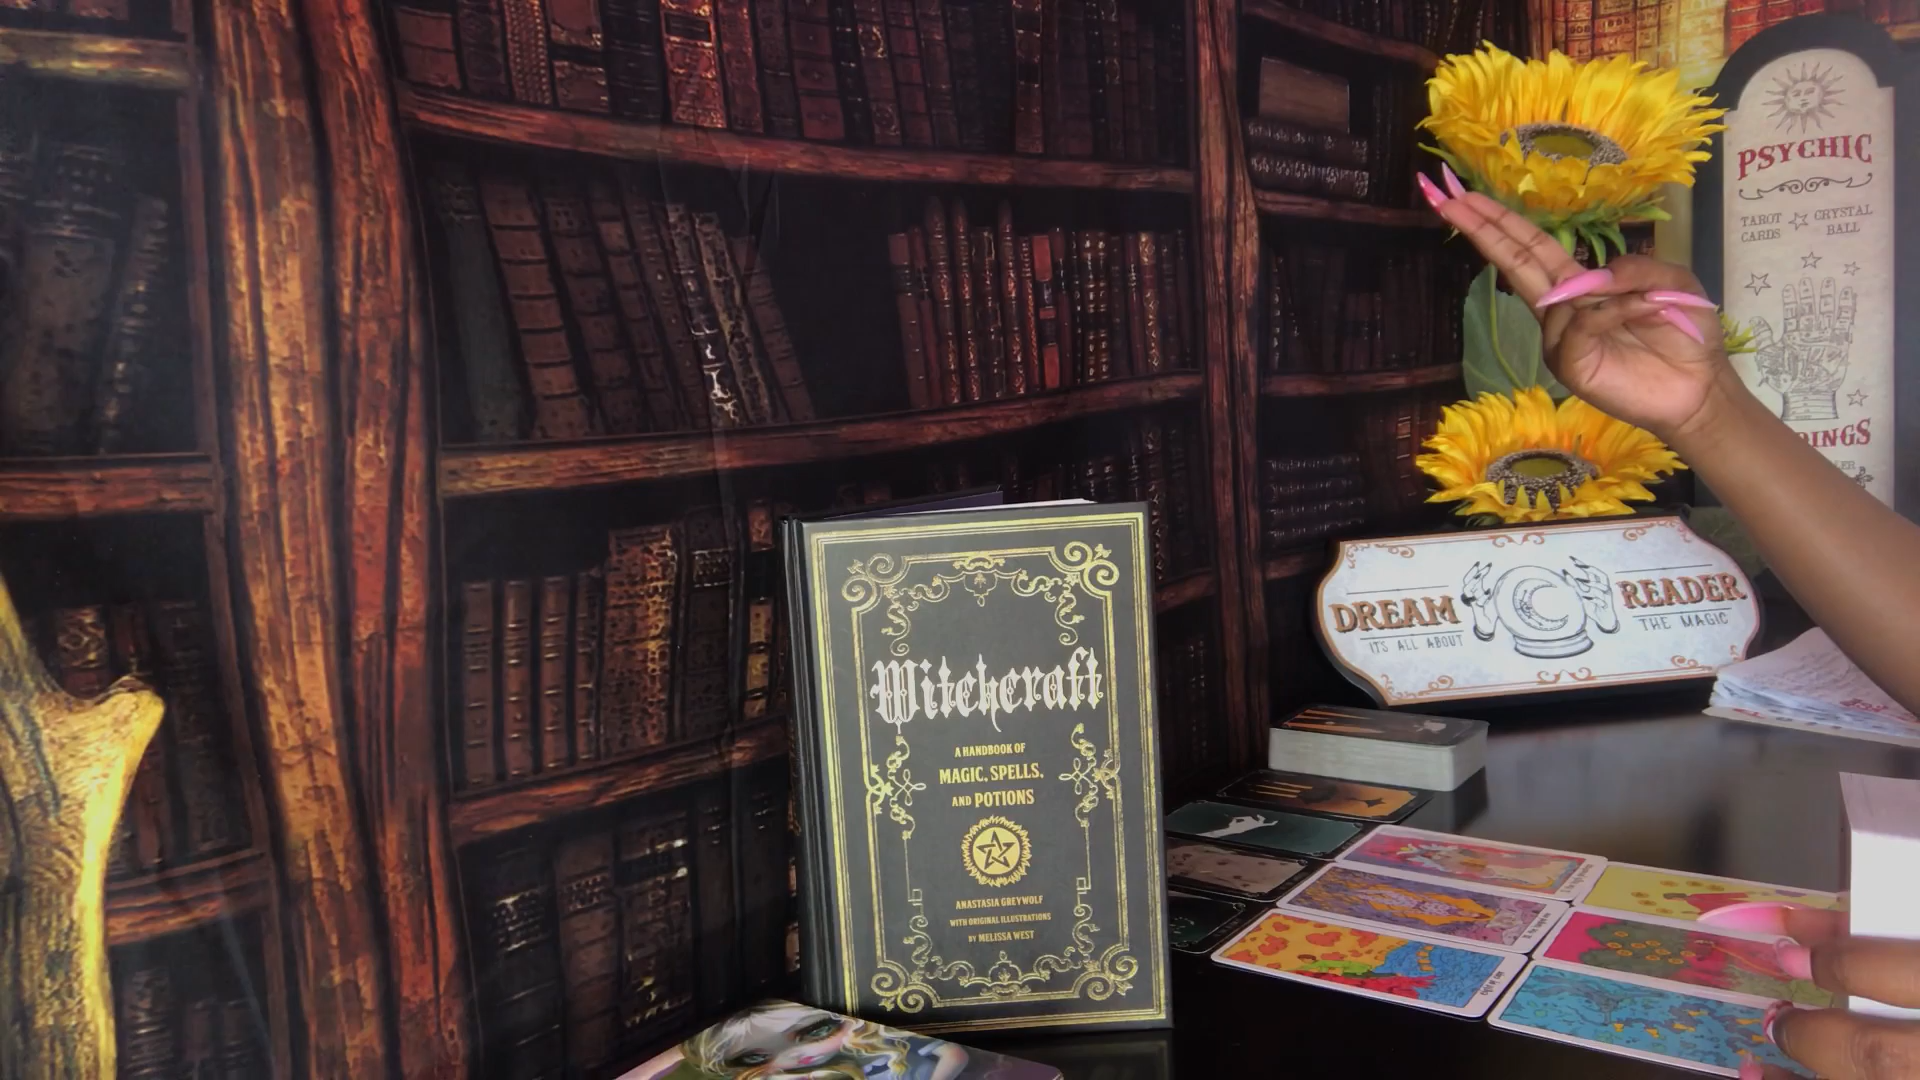 PSYCHIC
TAROT CARDS
CRYSTAL BALL
DREAM READER
IT'S ALL ABOUT THE MAGIC
Witchcraft
A HANDBOOK OF
MAGIC, SPELLS,
AND POTIONS
ANASTASIA GREYWOLF
WITH ORIGINAL ILLUSTRATIONS
BY MELISSA WEST